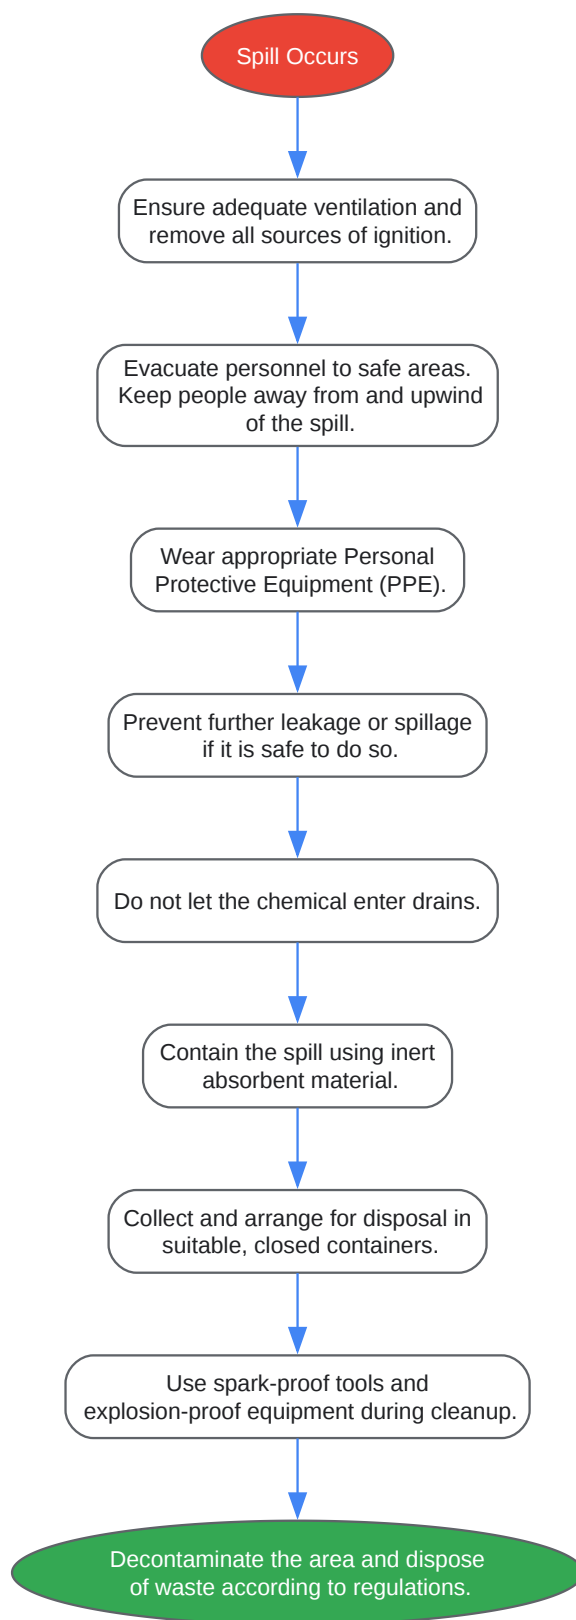 Spill Occurs
Ensure adequate ventilation and
remove all sources of ignition.
Evacuate personnel to safe areas.
Keep people away from and upwind
of the spill.
Wear appropriate Personal
Protective Equipment (PPE).
Prevent further leakage or spillage
if it is safe to do so.
Do not let the chemical enter drains.
Contain the spill using inert
absorbent material.
Collect and arrange for disposal in
suitable, closed containers.
Use spark-proof tools and
explosion-proof equipment during cleanup.
Decontaminate the area and dispose
of waste according to regulations.